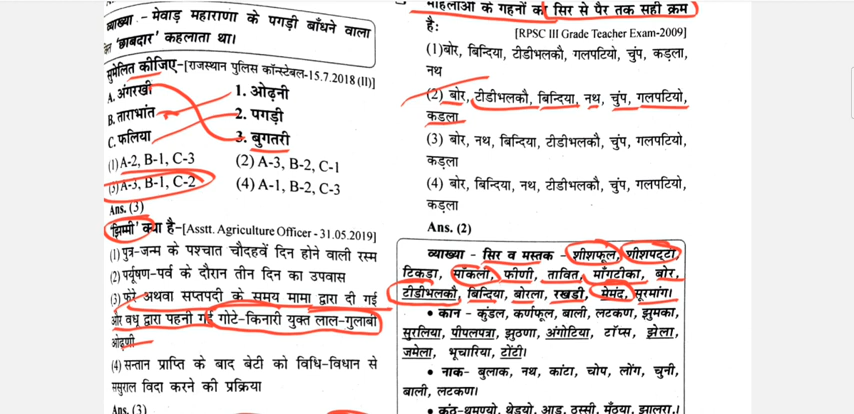 व्याख्या - मेवाड़ महाराणा के पगड़ी बाँधने वाला
'छाबदार' कहलाता था।
सुमेलित कीजिए-[राजस्थान पुलिस कॉन्स्टेबल-15.7.2018 (II)]
A. अंगरखी 1. ओढ़नी
B. ताराभांत 2. पगड़ी
C. फलिया 3. बुगतरी
(1) A-2, B-1, C-3 (2) A-3, B-2, C-1
(3) A-3, B-1, C-2 (4) A-1, B-2, C-3
Ans. (3)
'झिम्मी' क्या है-[Asstt. Agriculture Officer - 31.05.2019]
(1) पुत्र-जन्म के पश्चात चौदहवें दिन होने वाली रस्म
(2) पर्यूषण-पर्व के दौरान तीन दिन का उपवास
(3) फेरे अथवा सप्तपदी के समय मामा द्वारा दी गई
और वधू द्वारा पहनी गई गोटे-किनारी युक्त लाल-गुलाबी
ओढ़णी
(4) सन्तान प्राप्ति के बाद बेटी को विधि-विधान से
ससुराल विदा करने की प्रक्रिया
Ans. (3)
महिलाओं के गहनों का सिर से पैर तक सही क्रम
है:
[RPSC III Grade Teacher Exam-2009]
(1) बोर, बिन्दिया, टीडीभलकौ, गलपटियो, चुंप, कड़ला,
नथ
(2) बोर, टीडीभलकौ, बिन्दिया, नथ, चुंप, गलपटियो,
कड़ला
(3) बोर, नथ, बिन्दिया, टीडीभलकौ, चुंप, गलपटियो,
कड़ला
(4) बोर, बिन्दिया, नथ, टीडीभलकौ, चुंप, गलपटियो,
कड़ला
Ans. (2)
व्याख्या - सिर व मस्तक - शीशफूल, शीशपट्टा,
टिकड़ा, सांकलो, फीणी, तावित, माँगटीका, बोर,
टीडीभलकौ, बिन्दिया, बोरला, रखड़ी, मेमंद, सूरमांग।
• कान - कुंडल, कर्णफूल, बाली, लटकण, झुमका,
सुरलिया, पीपलपत्रा, झुठणा, अंगोटिया, टॉप्स, झेला,
जमेला, भूचारिया, टोंटी।
• नाक- बुलाक, नथ, कांटा, चोप, लोंग, चुनी,
बाली, लटकण।
• कंठ-थमण्यो, थेड्यो, आड़, ठुस्सी, मँठया, झालरा,।